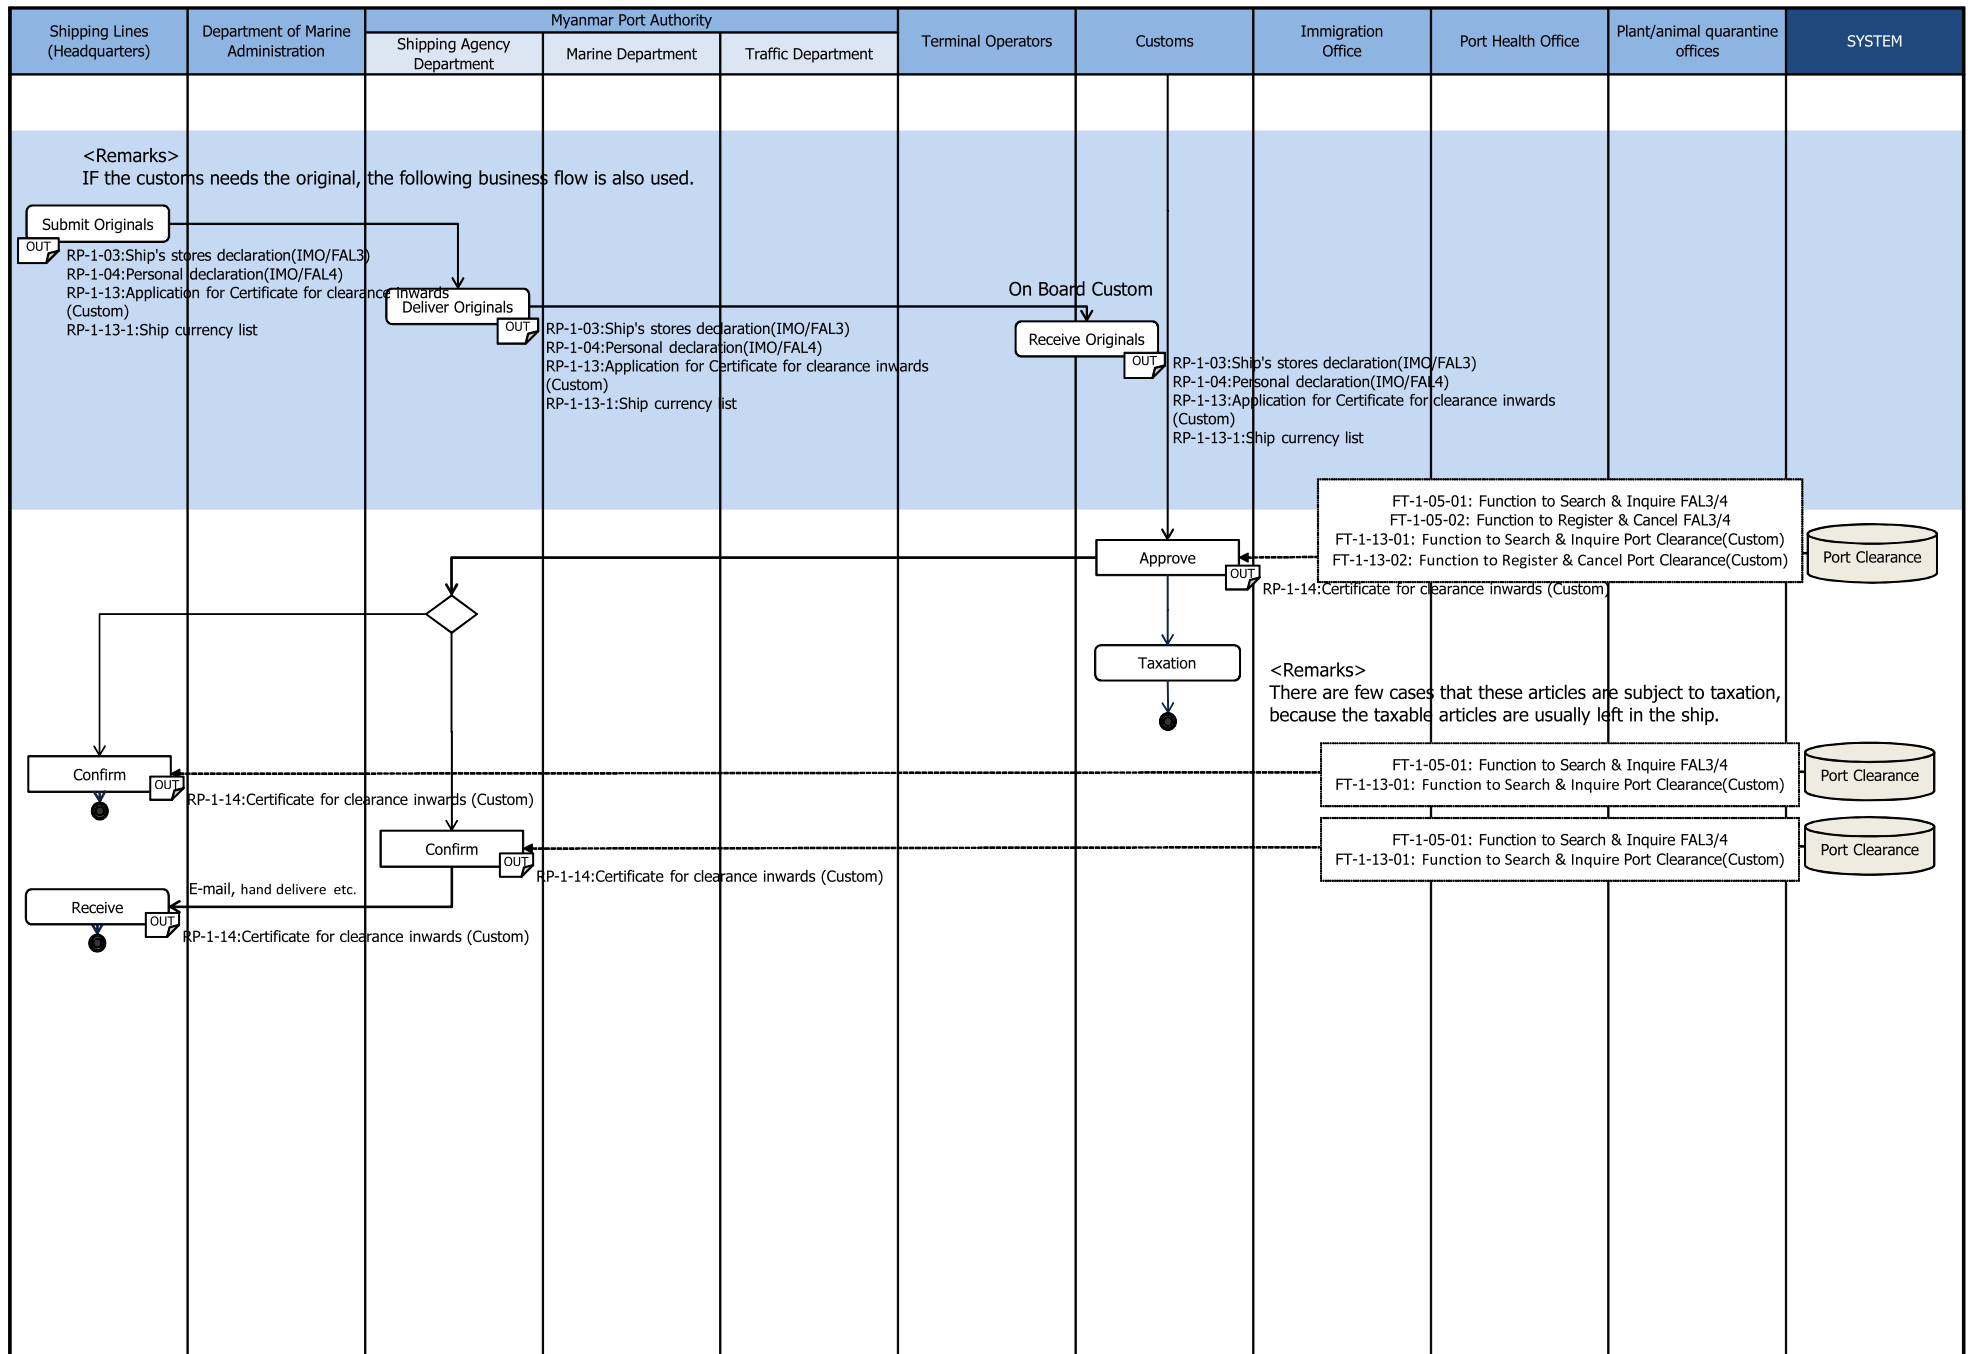 Shipping Lines
(Headquarters)
Department of Marine
Administration
Myanmar Port Authority
Shipping Agency
Department
Marine Department
Traffic Department
Terminal Operators
Customs
Immigration
Office
Port Health Office
Plant/animal quarantine
offices
SYSTEM
<Remarks>
IF the customs needs the original, the following business flow is also used.
Submit Originals
OUT
RP-1-03:Ship's stores declaration(IMO/FAL3)
RP-1-04:Personal declaration(IMO/FAL4)
RP-1-13:Application for Certificate for clearance inwards
(Custom)
RP-1-13-1:Ship currency list
Deliver Originals
OUT
RP-1-03:Ship's stores declaration(IMO/FAL3)
RP-1-04:Personal declaration(IMO/FAL4)
RP-1-13:Application for Certificate for clearance inwards
(Custom)
RP-1-13-1:Ship currency list
On Board Custom
Receive Originals
OUT
RP-1-03:Ship's stores declaration(IMO/FAL3)
RP-1-04:Personal declaration(IMO/FAL4)
RP-1-13:Application for Certificate for clearance inwards
(Custom)
RP-1-13-1:Ship currency list
FT-1-05-01: Function to Search & Inquire FAL3/4
FT-1-05-02: Function to Register & Cancel FAL3/4
FT-1-13-01: Function to Search & Inquire Port Clearance(Custom)
FT-1-13-02: Function to Register & Cancel Port Clearance(Custom)
Port Clearance
Approve
OUT
RP-1-14:Certificate for clearance inwards (Custom)
Taxation
<Remarks>
There are few cases that these articles are subject to taxation,
because the taxable articles are usually left in the ship.
Confirm
OUT
RP-1-14:Certificate for clearance inwards (Custom)
FT-1-05-01: Function to Search & Inquire FAL3/4
FT-1-13-01: Function to Search & Inquire Port Clearance(Custom)
Port Clearance
Confirm
OUT
RP-1-14:Certificate for clearance inwards (Custom)
FT-1-05-01: Function to Search & Inquire FAL3/4
FT-1-13-01: Function to Search & Inquire Port Clearance(Custom)
Port Clearance
E-mail, hand delivere etc.
Receive
OUT
RP-1-14:Certificate for clearance inwards (Custom)